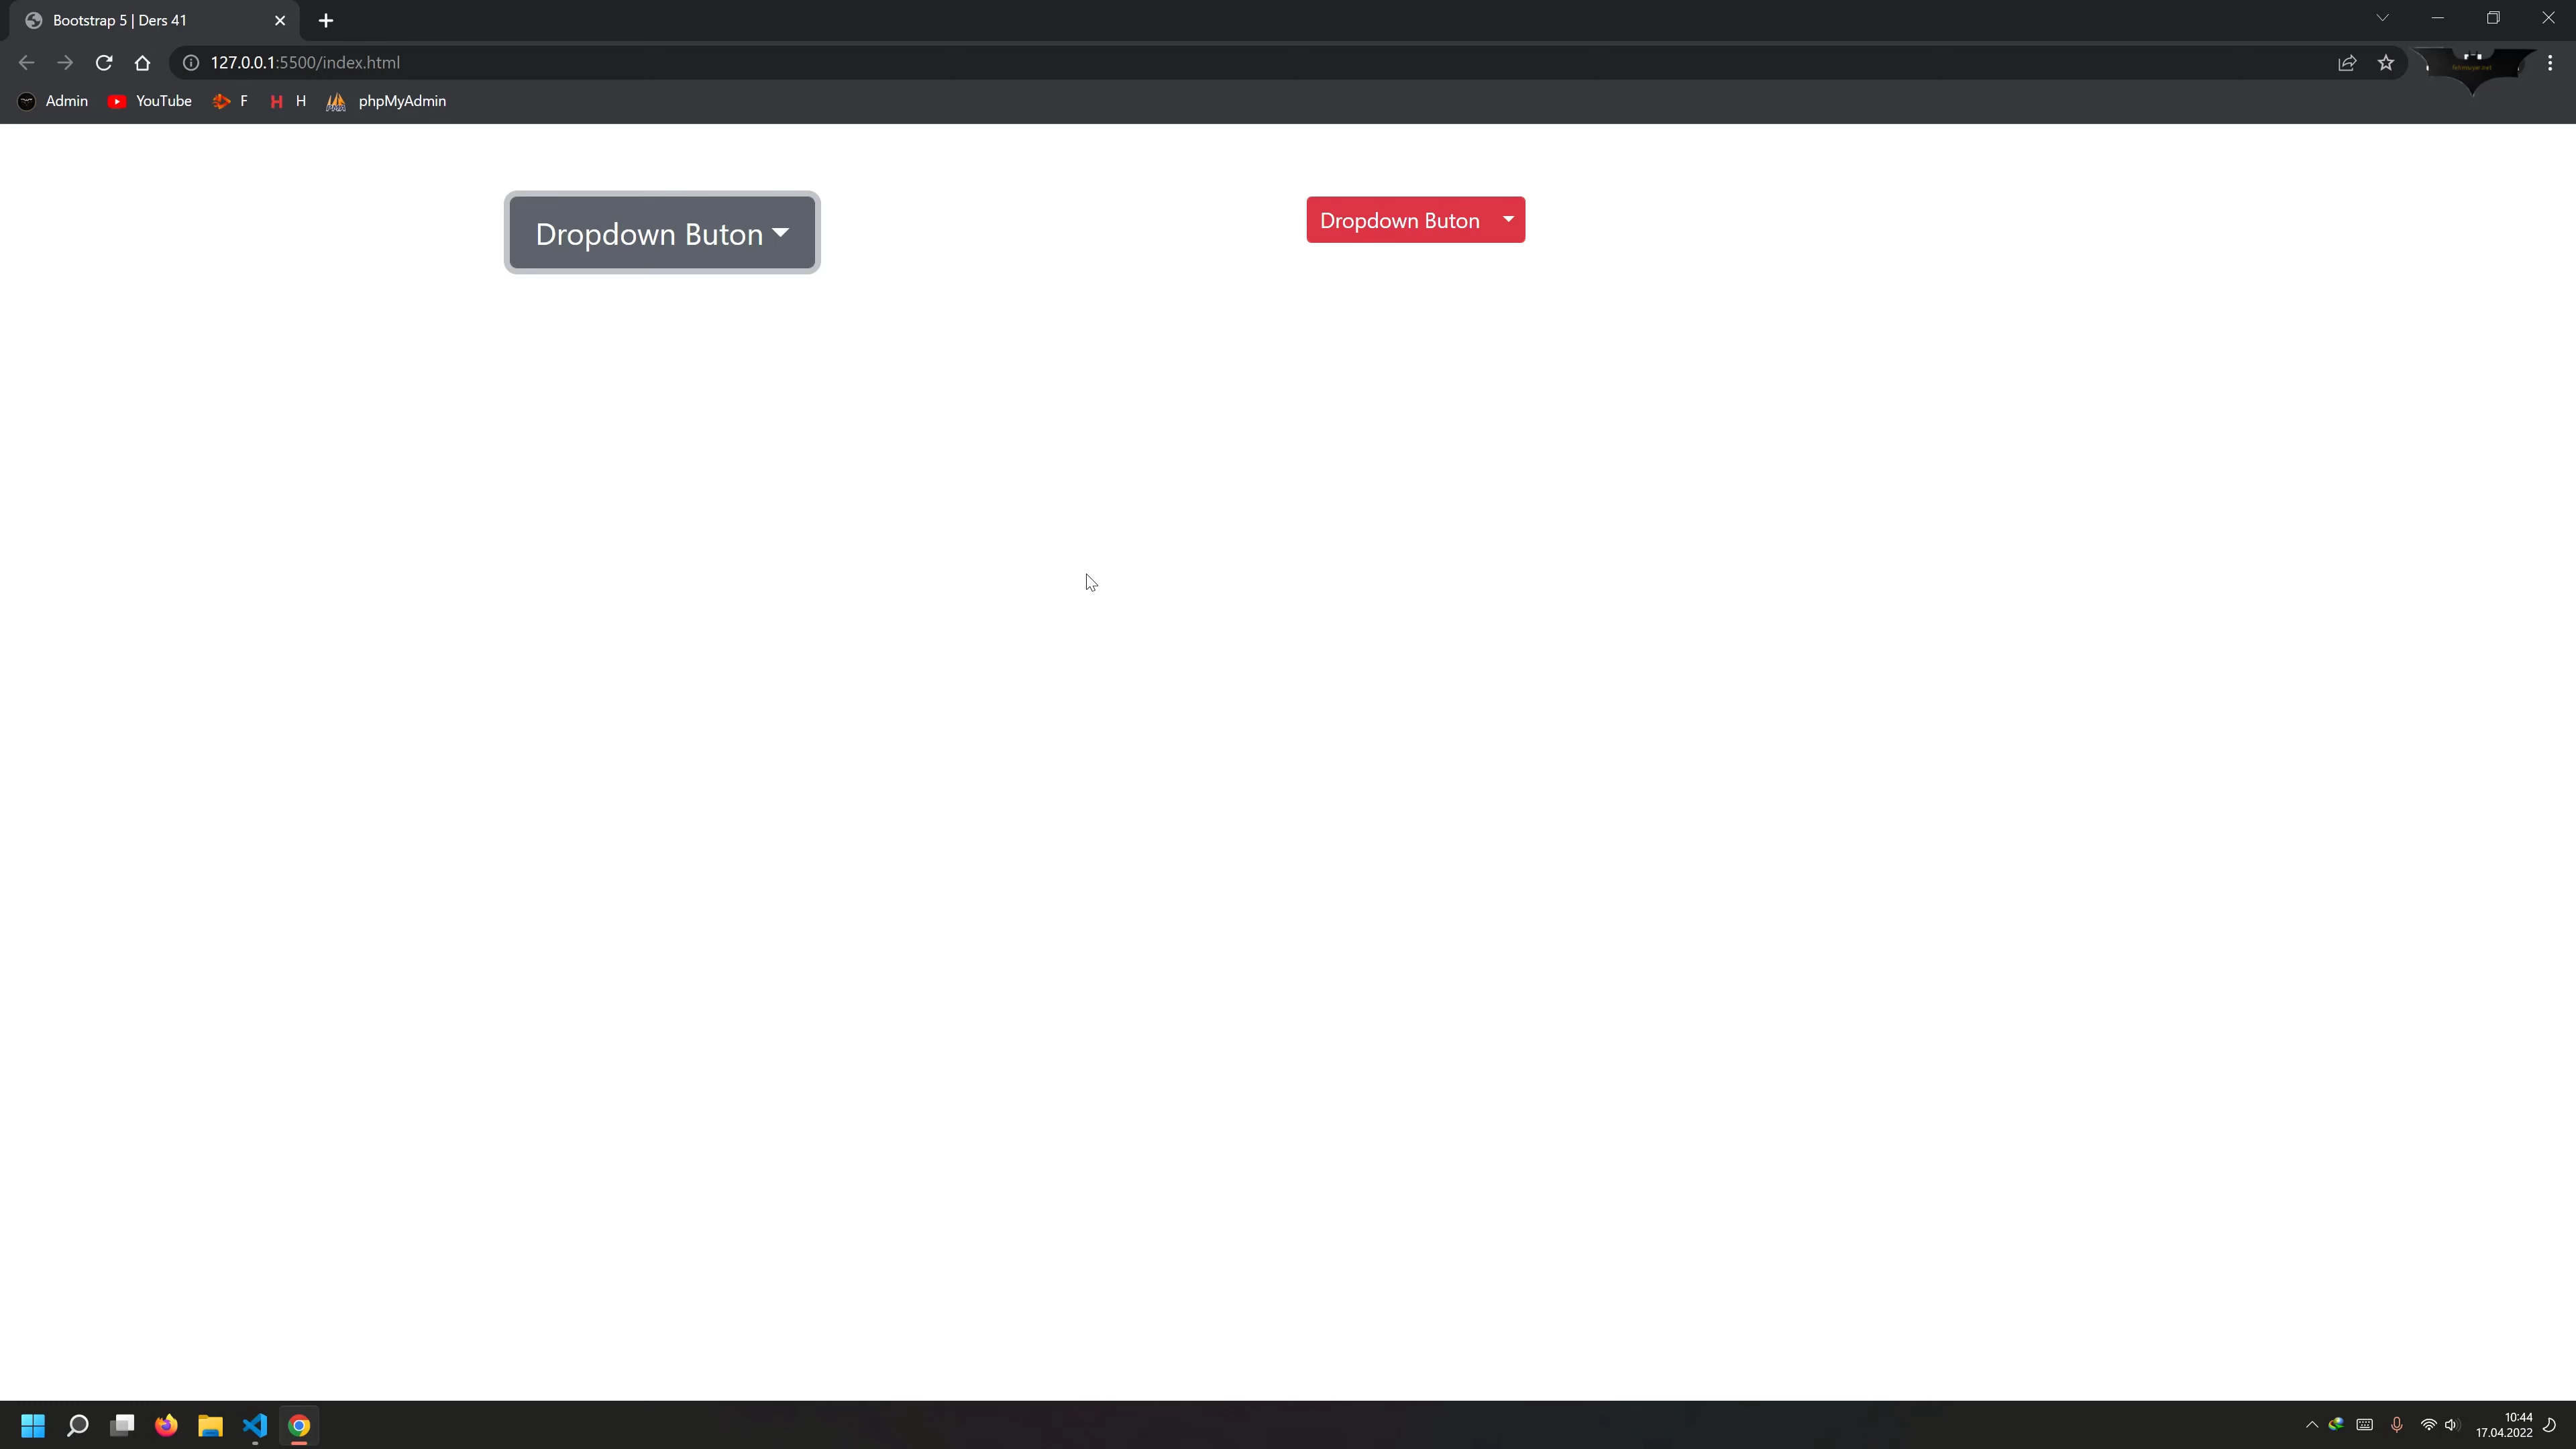 Bootstrap 5 | Ders 41
127.0.0.1:5500/index.html
Admin YouTube F H phpMyAdmin
Dropdown Buton Dropdown Buton
10:44
17.04.2022